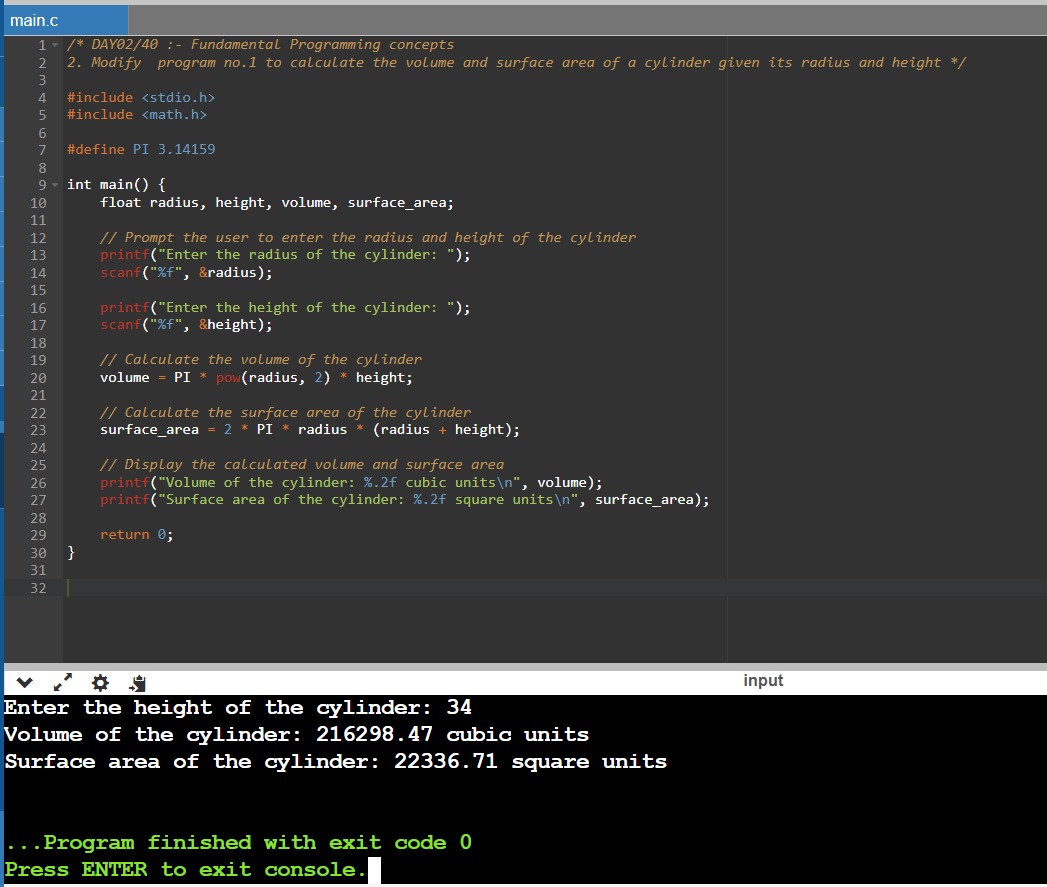 main.c
1 /* DAY02/40 :- Fundamental Programming concepts
2 2. Modify  program no.1 to calculate the volume and surface area of a cylinder given its radius and height */
3
4 #include <stdio.h>
5 #include <math.h>
6
7 #define PI 3.14159
8
9 int main() {
10     float radius, height, volume, surface_area;
11
12     // Prompt the user to enter the radius and height of the cylinder
13     printf("Enter the radius of the cylinder: ");
14     scanf("%f", &radius);
15
16     printf("Enter the height of the cylinder: ");
17     scanf("%f", &height);
18
19     // Calculate the volume of the cylinder
20     volume = PI * pow(radius, 2) * height;
21
22     // Calculate the surface area of the cylinder
23     surface_area = 2 * PI * radius * (radius + height);
24
25     // Display the calculated volume and surface area
26     printf("Volume of the cylinder: %.2f cubic units\n", volume);
27     printf("Surface area of the cylinder: %.2f square units\n", surface_area);
28
29     return 0;
30 }
31
32
input
Enter the height of the cylinder: 34
Volume of the cylinder: 216298.47 cubic units
Surface area of the cylinder: 22336.71 square units
...Program finished with exit code 0
Press ENTER to exit console.